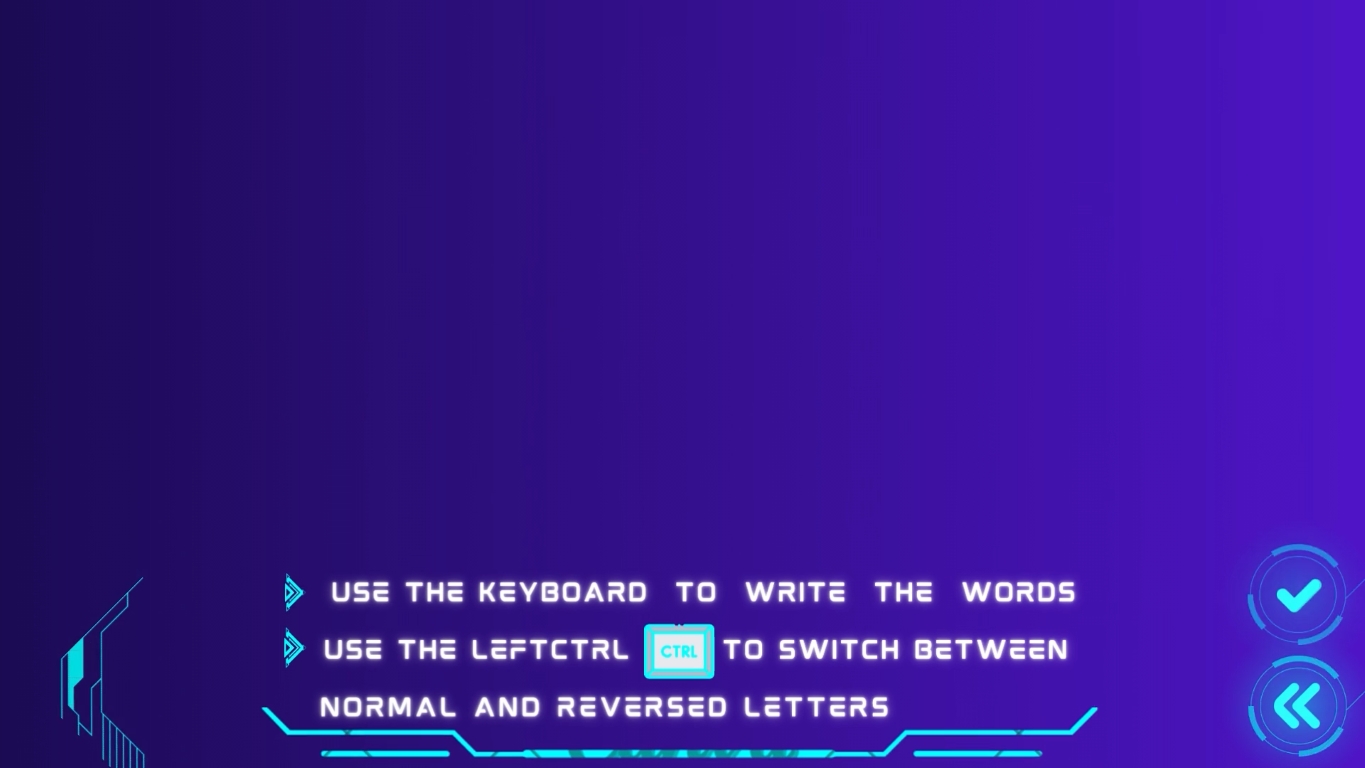 USE THE KEYBOARD TO WRITE THE WORDS
USE THE LEFTCTRL CTRL TO SWITCH BETWEEN
NORMAL AND REVERSED LETTERS